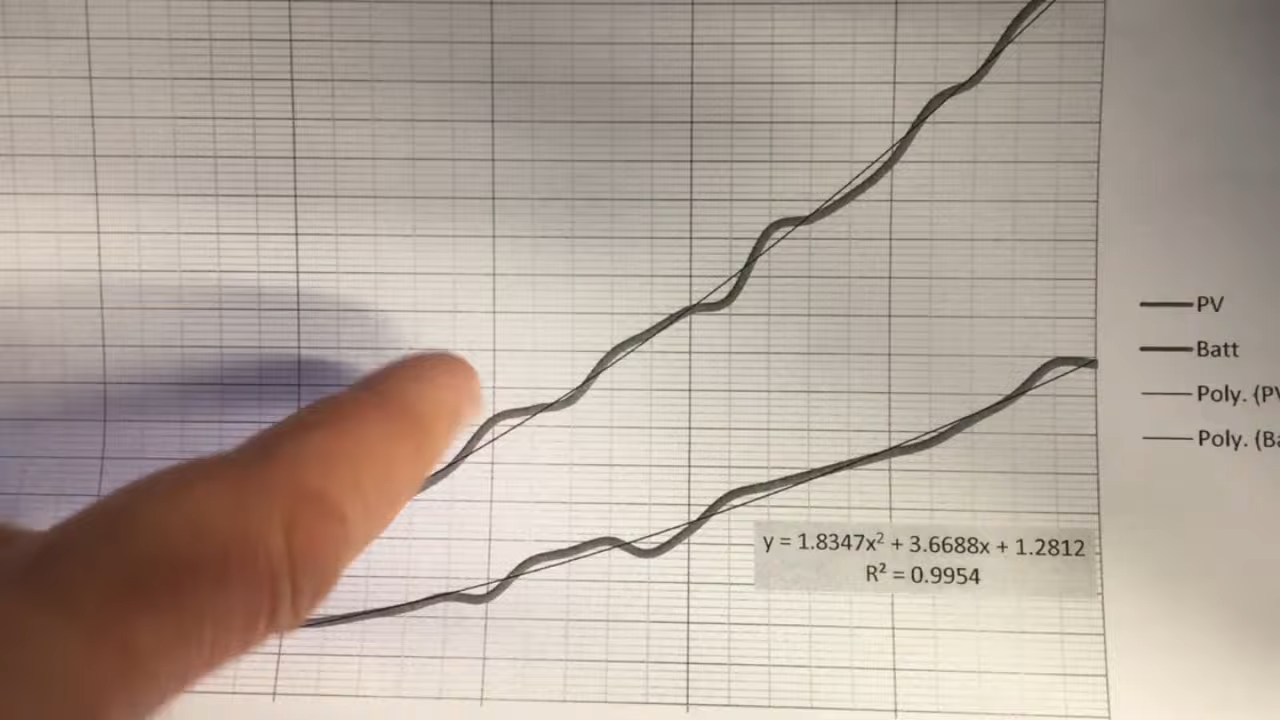 PV
Batt
Poly. (PV
Poly. (Ba
y = 1.8347x² + 3.6688x + 1.2812
R² = 0.9954